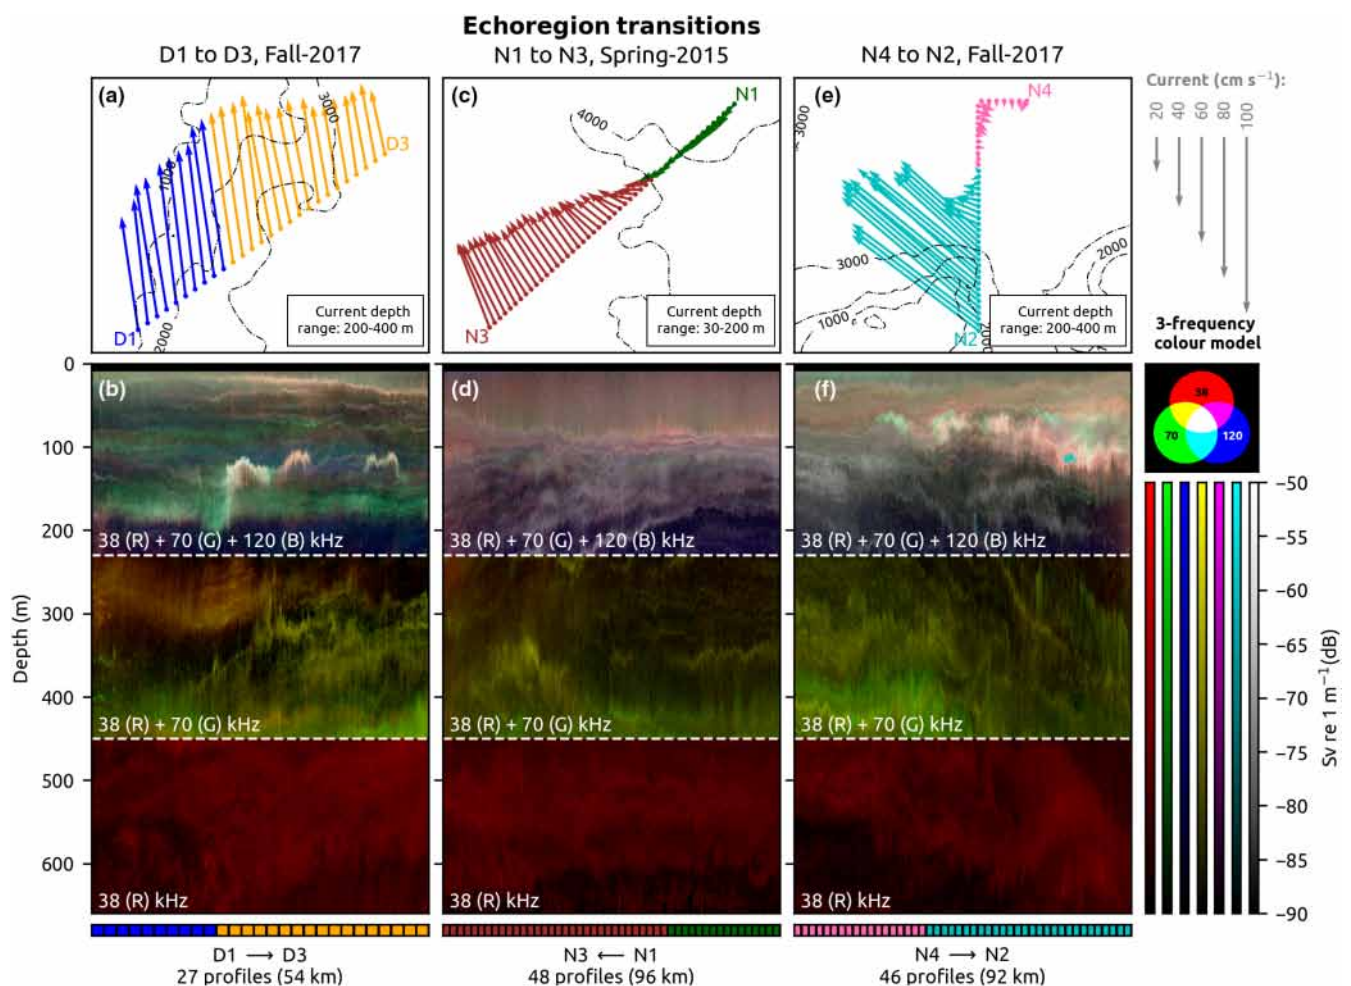 Echoregion transitions
D1 to D3, Fall-2017
N1 to N3, Spring-2015
N4 to N2, Fall-2017
(a)
3000
D3
1000
D1
2000
Current depth
range: 200-400 m
(c)
N1
4000
N3
Current depth
range: 30-200 m
(e)
N4
3000
3000
2000
1000
N2
2000
Current depth
range: 200-400 m
Current (cm s⁻¹):
20
40
60
80
100
3-frequency
colour model
38
70
120
Depth (m)
0
100
200
300
400
500
600
(b)
38 (R) + 70 (G) + 120 (B) kHz
38 (R) + 70 (G) kHz
38 (R) kHz
(d)
38 (R) + 70 (G) + 120 (B) kHz
38 (R) + 70 (G) kHz
38 (R) kHz
(f)
38 (R) + 70 (G) + 120 (B) kHz
38 (R) + 70 (G) kHz
38 (R) kHz
−50
−55
−60
−65
−70
−75
−80
−85
−90
Sv re 1 m⁻¹(dB)
D1 → D3
27 profiles (54 km)
N3 ← N1
48 profiles (96 km)
N4 → N2
46 profiles (92 km)